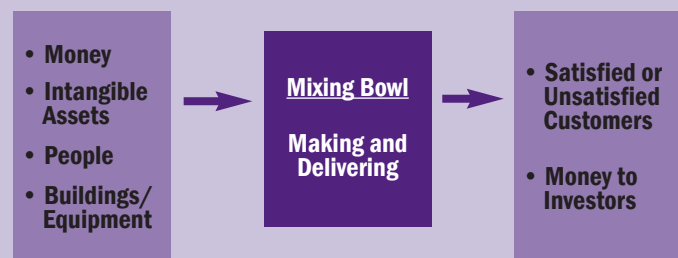 • Money
• Intangible
Assets
• People
• Buildings/
Equipment
Mixing Bowl
Making and
Delivering
• Satisfied or
Unsatisfied
Customers
• Money to
Investors